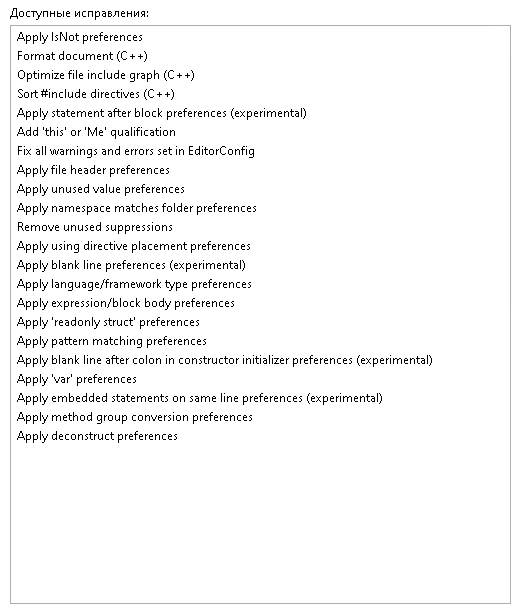 Доступные исправления:
Apply IsNot preferences
Format document (C++)
Optimize file include graph (C++)
Sort #include directives (C++)
Apply statement after block preferences (experimental)
Add 'this' or 'Me' qualification
Fix all warnings and errors set in EditorConfig
Apply file header preferences
Apply unused value preferences
Apply namespace matches folder preferences
Remove unused suppressions
Apply using directive placement preferences
Apply blank line preferences (experimental)
Apply language/framework type preferences
Apply expression/block body preferences
Apply 'readonly struct' preferences
Apply pattern matching preferences
Apply blank line after colon in constructor initializer preferences (experimental)
Apply 'var' preferences
Apply embedded statements on same line preferences (experimental)
Apply method group conversion preferences
Apply deconstruct preferences